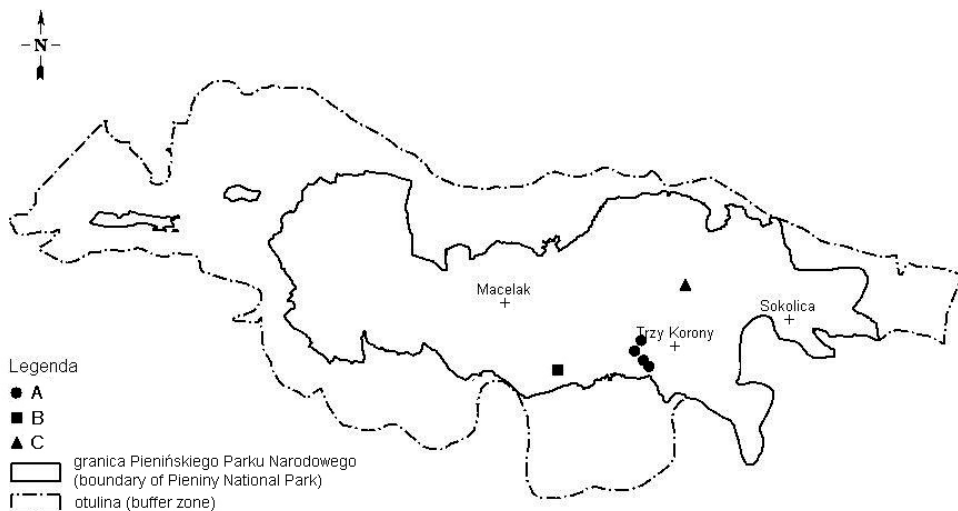 N
Macelak
Sokolica
Trzy Korony
Legenda
A
B
C
granica Pienińskiego Parku Narodowego
(boundary of Pieniny National Park)
otulina (buffer zone)